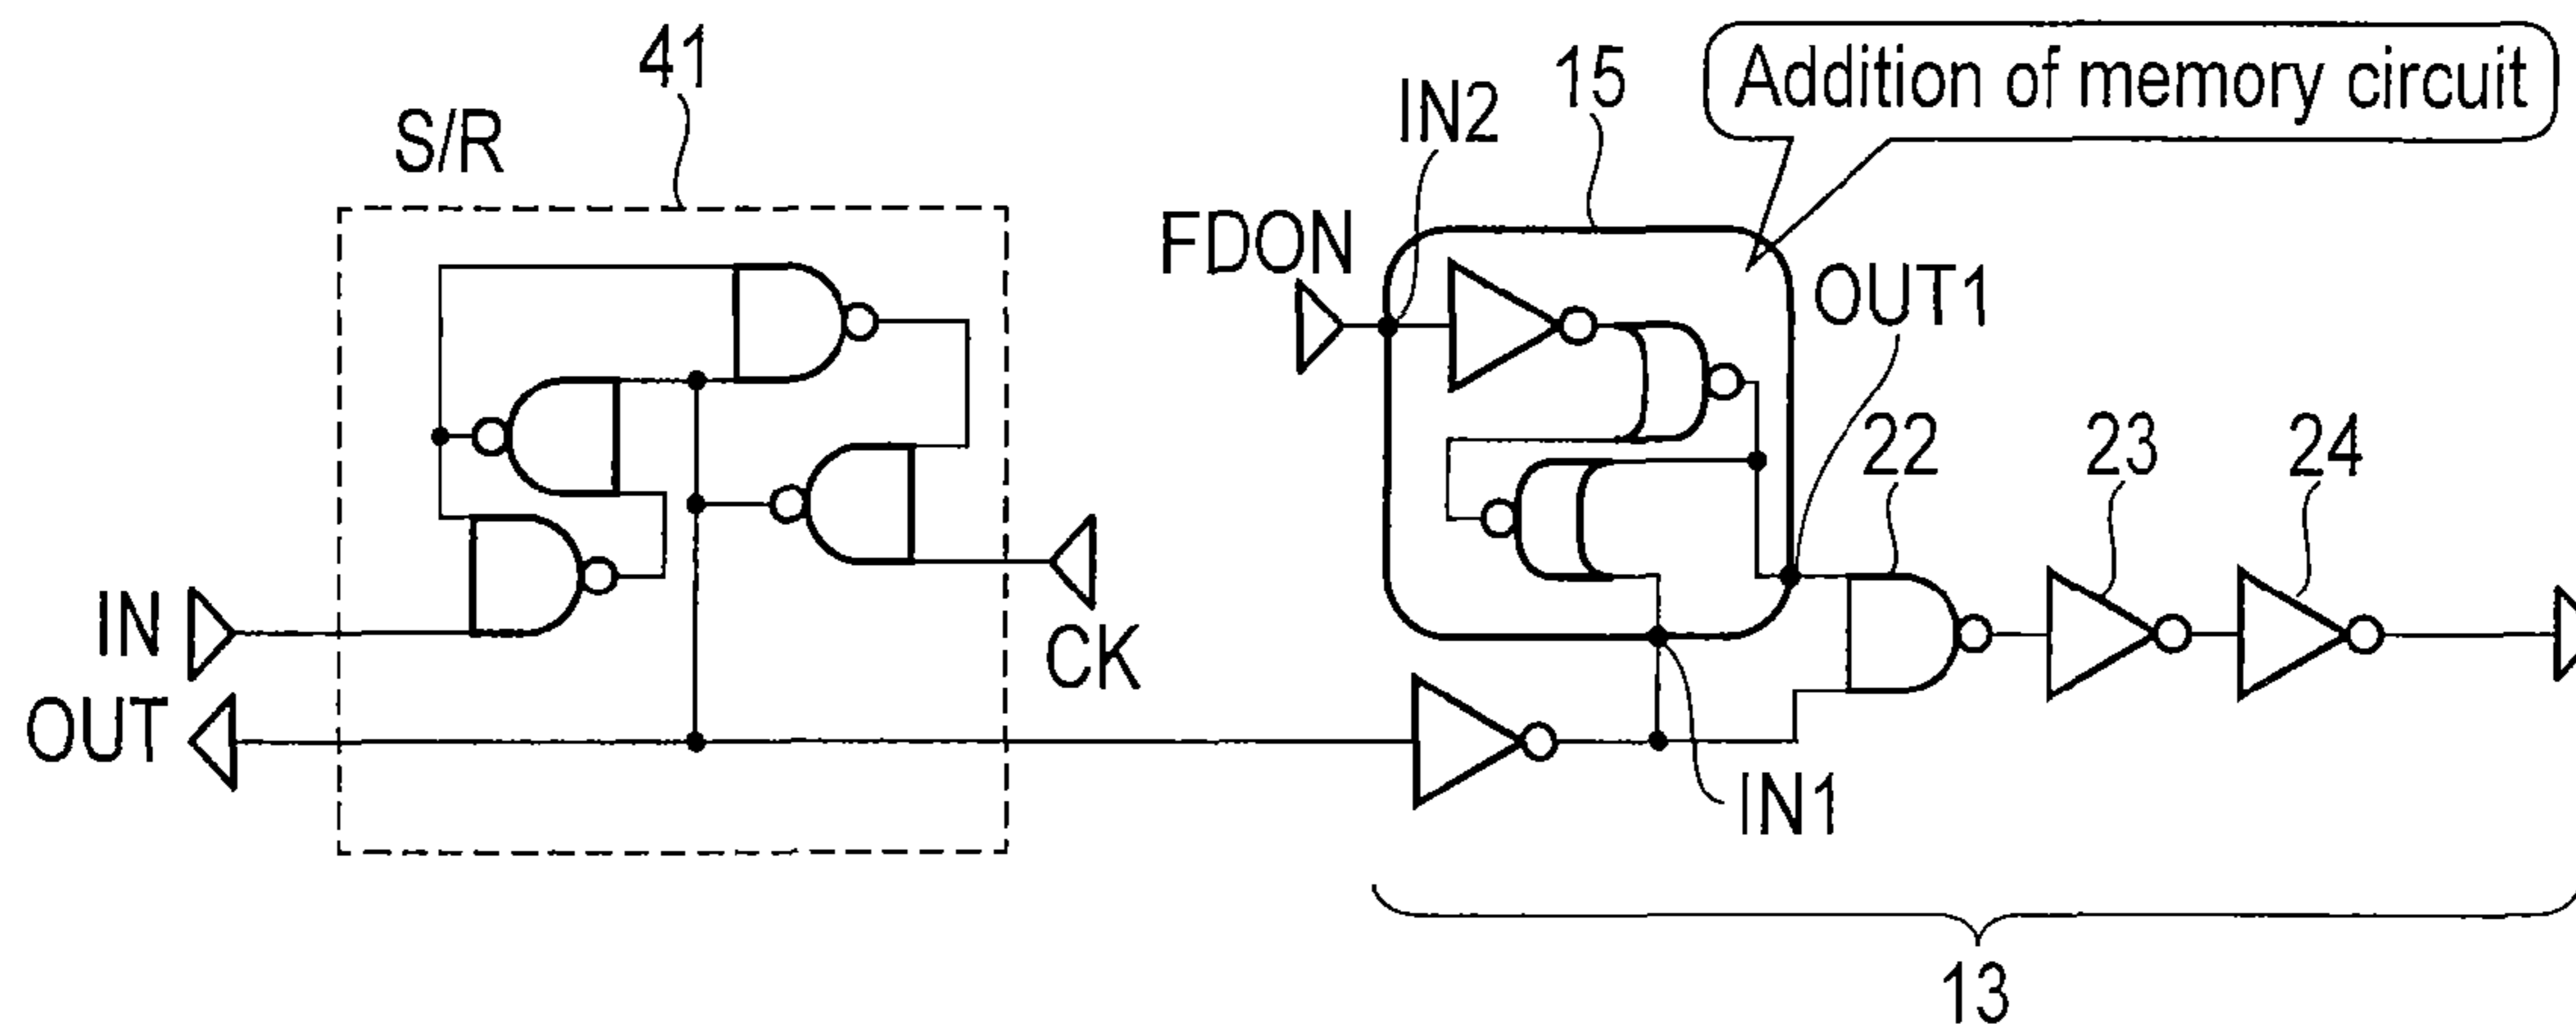 41
S/R
IN
OUT
CK
FDON
IN2
15
Addition of memory circuit
OUT1
22
23
24
IN1
13